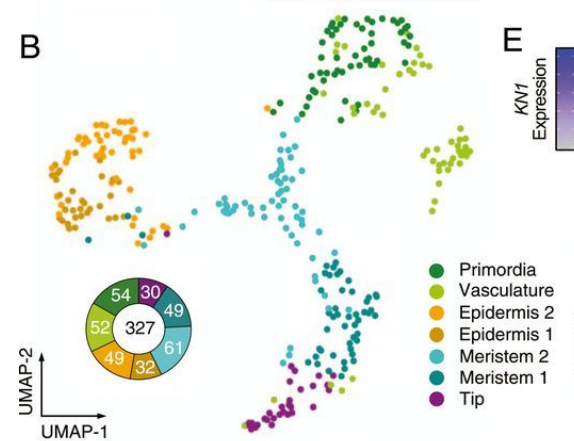 B
E
KN1
Expression
Primordia
Vasculature
Epidermis 2
Epidermis 1
Meristem 2
Meristem 1
Tip
54
30
49
61
32
49
52
327
UMAP-2
UMAP-1